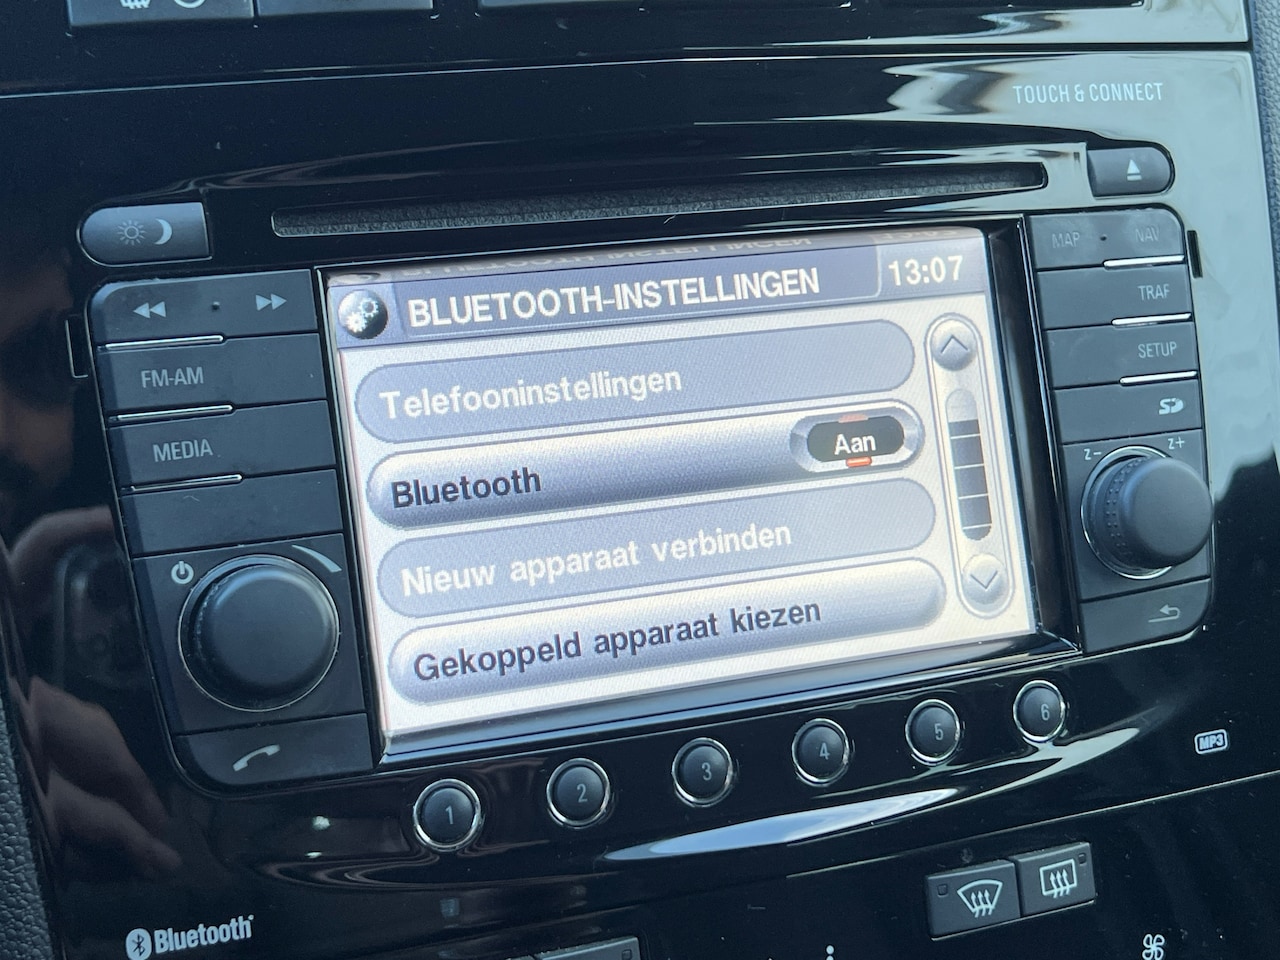 TOUCH & CONNECT
BLUETOOTH-INSTELLINGEN
13:07
MAP NAV
TRAF
SETUP
FM-AM
MEDIA
Telefooninstellingen
Bluetooth
Aan
Nieuw apparaat verbinden
Gekoppeld apparaat kiezen
z- z+
1 2 3 4 5 6
MP3
Bluetooth